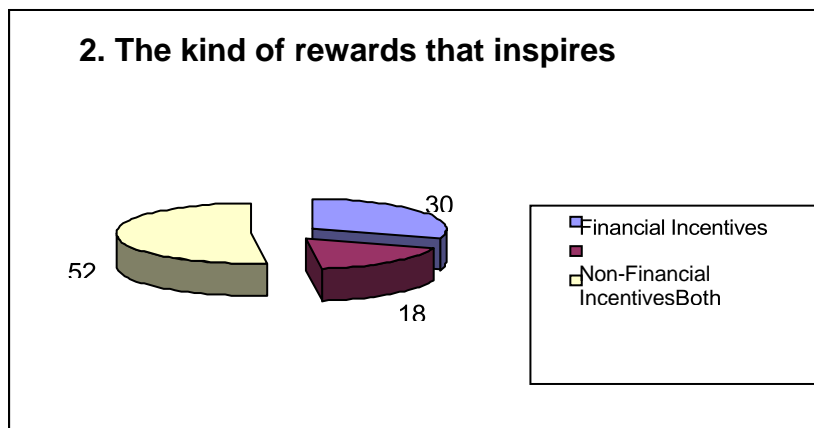 2. The kind of rewards that inspires
30
52
18
Financial Incentives
Non-Financial
IncentivesBoth